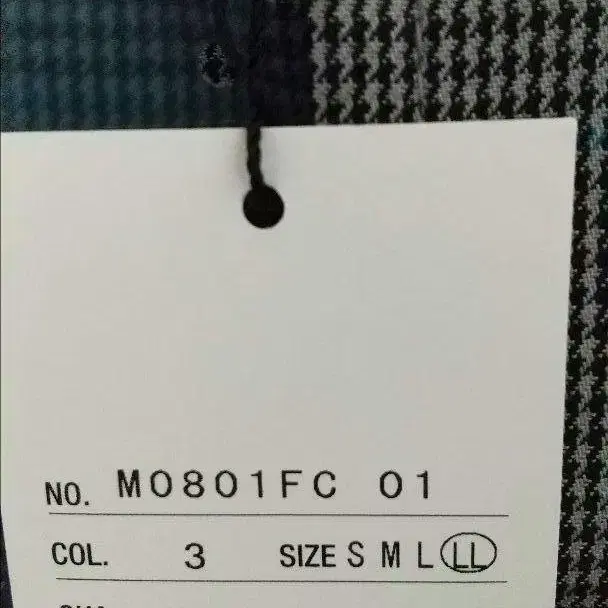 NO. M0801FC 01
COL. 3 SIZE S M L LL